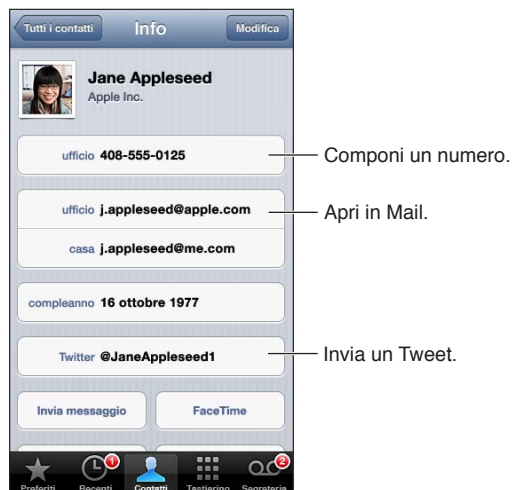 Tutti i contatti Info Modifica
Jane Appleseed
Apple Inc.
ufficio 408-555-0125
Componi un numero.
ufficio j.appleseed@apple.com
Apri in Mail.
casa j.appleseed@me.com
compleanno 16 ottobre 1977
Twitter @JaneAppleseed1
Invia un Tweet.
Invia messaggio FaceTime
1 2
Preferiti Recenti Contatti Tastierino Segreteria